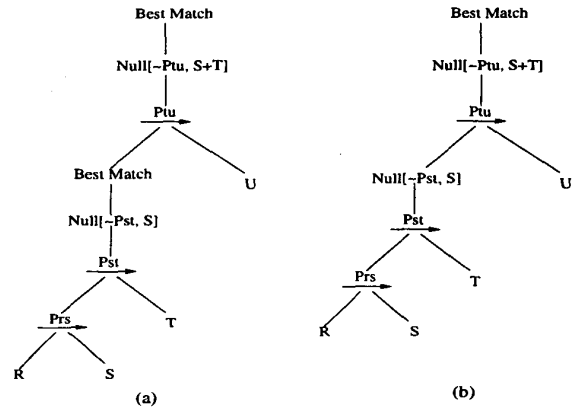 Best Match
Null[~Ptu, S+T]
Ptu
Best Match
U
Null[~Pst, S]
Pst
Prs
T
R
S
(a)
Best Match
Null[~Ptu, S+T]
Ptu
Null[~Pst, S]
U
Pst
Prs
T
R
S
(b)